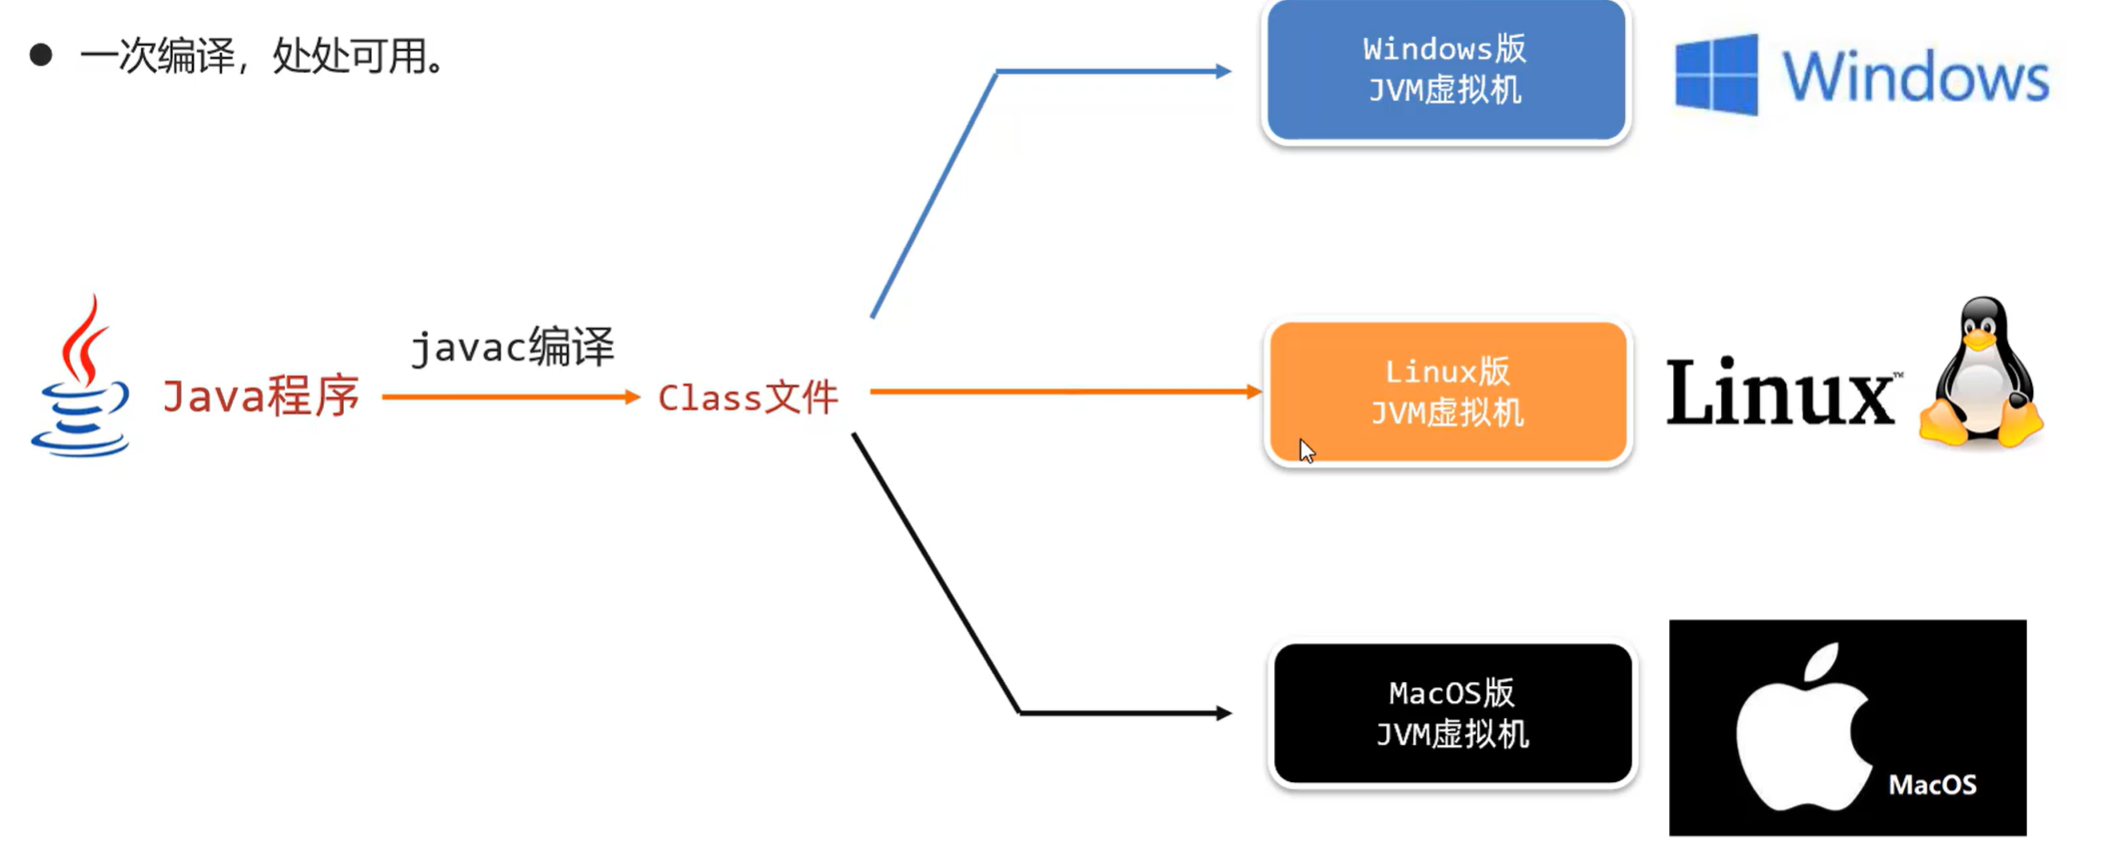 一次编译，处处可用。
Windows版
JVM虚拟机
Windows
javac编译
Java程序
Class文件
Linux版
JVM虚拟机
Linux™
MacOS版
JVM虚拟机
MacOS